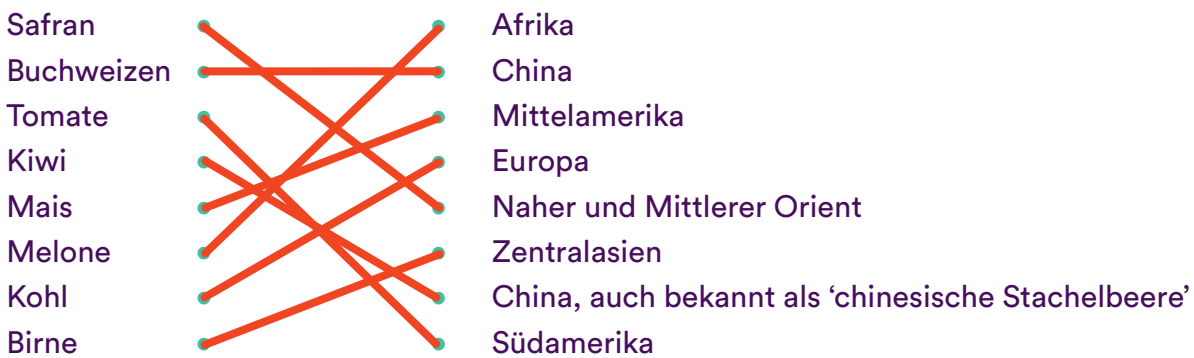 Safran
Buchweizen
Tomate
Kiwi
Mais
Melone
Kohl
Birne
Afrika
China
Mittelamerika
Europa
Naher und Mittlerer Orient
Zentralasien
China, auch bekannt als ‘chinesische Stachelbeere’
Südamerika